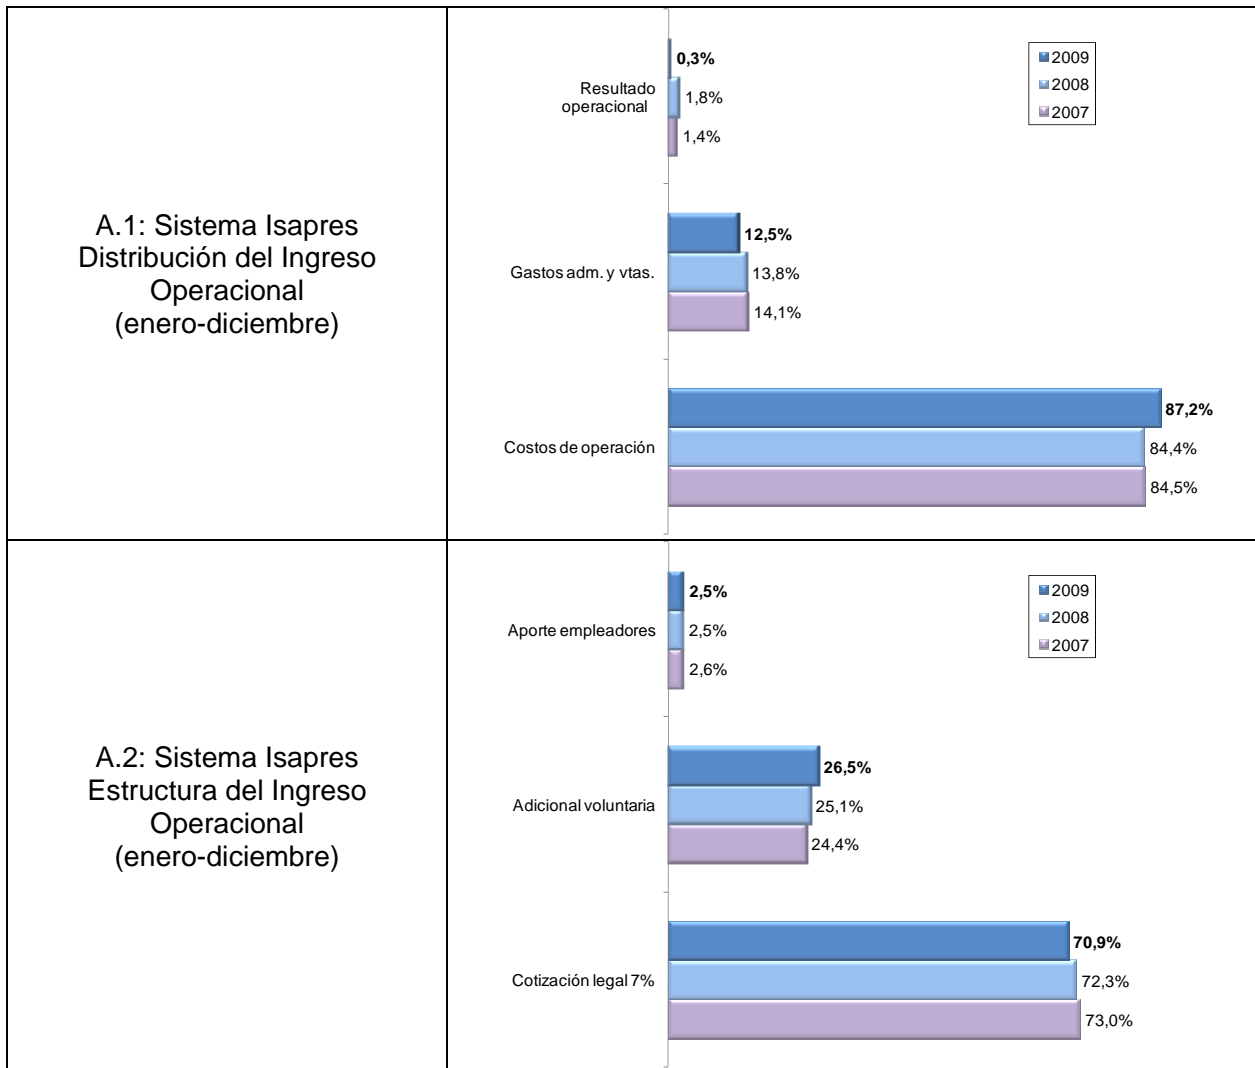 A.1: Sistema Isapres
Distribución del Ingreso
Operacional
(enero-diciembre)
Resultado
operacional
0,3%
1,8%
1,4%
Gastos adm. y vtas.
12,5%
13,8%
14,1%
Costos de operación
87,2%
84,4%
84,5%
2009
2008
2007
A.2: Sistema Isapres
Estructura del Ingreso
Operacional
(enero-diciembre)
Aporte empleadores
2,5%
2,5%
2,6%
Adicional voluntaria
26,5%
25,1%
24,4%
Cotización legal 7%
70,9%
72,3%
73,0%
2009
2008
2007